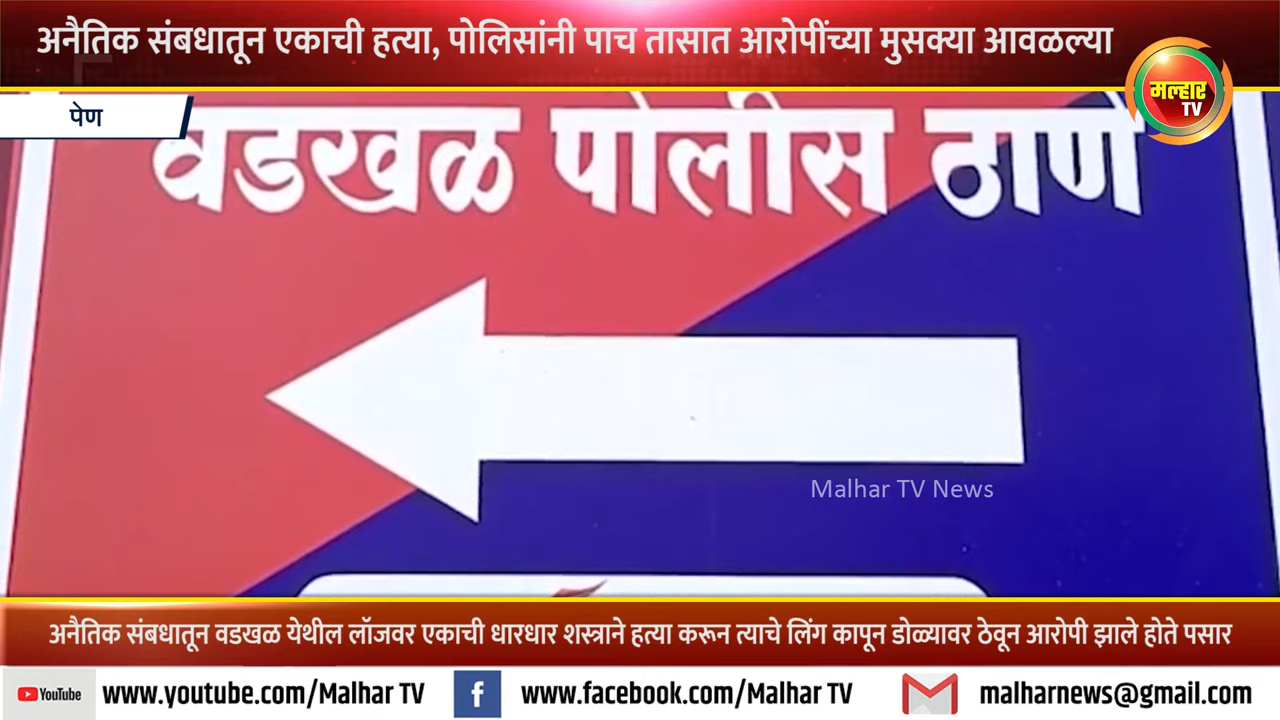 अनैतिक संबधातून एकाची हत्या, पोलिसांनी पाच तासात आरोपींच्या मुसक्या आवळल्या
मल्हार
TV
पेण
वडखळ पोलीस ठाणे
Malhar TV News
अनैतिक संबधातून वडखळ येथील लॉजवर एकाची धारधार शस्त्राने हत्या करून त्याचे लिंग कापून डोळ्यावर ठेवून आरोपी झाले होते पसार
YouTube www.youtube.com/Malhar TV www.facebook.com/Malhar TV malharnews@gmail.com